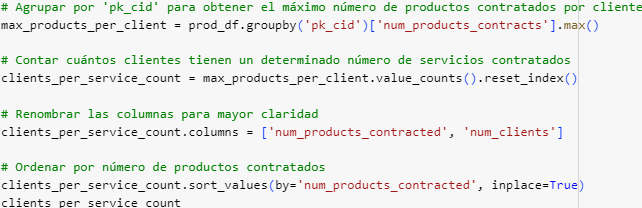 # Agrupar por 'pk_cid' para obtener el máximo número de productos contratados por cliente
max_products_per_client = prod_df.groupby('pk_cid')['num_products_contracts'].max()
# Contar cuántos clientes tienen un determinado número de servicios contratados
clients_per_service_count = max_products_per_client.value_counts().reset_index()
# Renombrar las columnas para mayor claridad
clients_per_service_count.columns = ['num_products_contracted', 'num_clients']
# Ordenar por número de productos contratados
clients_per_service_count.sort_values(by='num_products_contracted', inplace=True)
clients_per_service_count